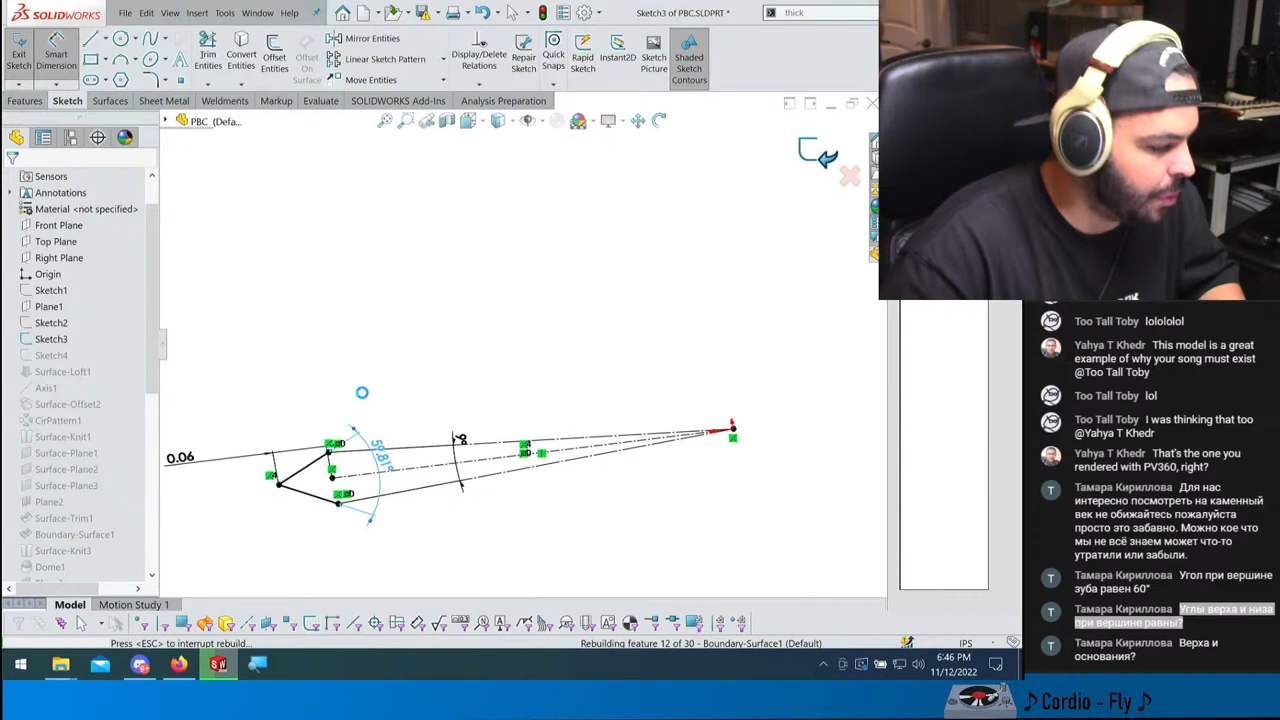 SOLIDWORKS
File
Edit
View
Insert
Tools
Window
Help
Sketch3 of PBC.SLDPRT *
thick
Exit Sketch
Smart Dimension
Trim Entities
Convert Entities
Offset Entities
Offset On Surface
Mirror Entities
Linear Sketch Pattern
Move Entities
Display/Delete Relations
Repair Sketch
Quick Snaps
Rapid Sketch
Instant2D
Sketch Picture
Shaded Sketch Contours
Features
Sketch
Surfaces
Sheet Metal
Weldments
Markup
Evaluate
SOLIDWORKS Add-Ins
Analysis Preparation
PBC (Defa...
Sensors
Annotations
Material <not specified>
Front Plane
Top Plane
Right Plane
Origin
Sketch1
Plane1
Sketch2
Sketch3
Sketch4
Surface-Loft1
Axis1
Surface-Offset2
CirPattern1
Surface-Knit1
Surface-Plane1
Surface-Plane2
Surface-Plane3
Plane2
Surface-Trim1
Boundary-Surface1
Surface-Knit3
Dome1
0.06
59.81°
9°
Model
Motion Study 1
Press <ESC> to interrupt rebuild...
Rebuilding feature 12 of 30 - Boundary-Surface1 (Default)
IPS
6:46 PM
11/12/2022
Too Tall Toby lolololol
Yahya T Khedr This model is a great
example of why your song must exist
@Too Tall Toby
Too Tall Toby lol
Too Tall Toby I was thinking that too
@Yahya T Khedr
Yahya T Khedr That's the one you
rendered with PV360, right?
Тамара Кириллова Для нас
интересно посмотреть на каменный
век не обижайтесь пожалуйста
просто это забавно. Можно кое что
мы не всё знаем может что-то
утратили или забыли.
Тамара Кириллова Угол при вершине
зуба равен 60°
Тамара Кириллова Углы верха и низа
при вершине равны?
Тамара Кириллова Верха и
основания?
♪ Cordio - Fly ♪